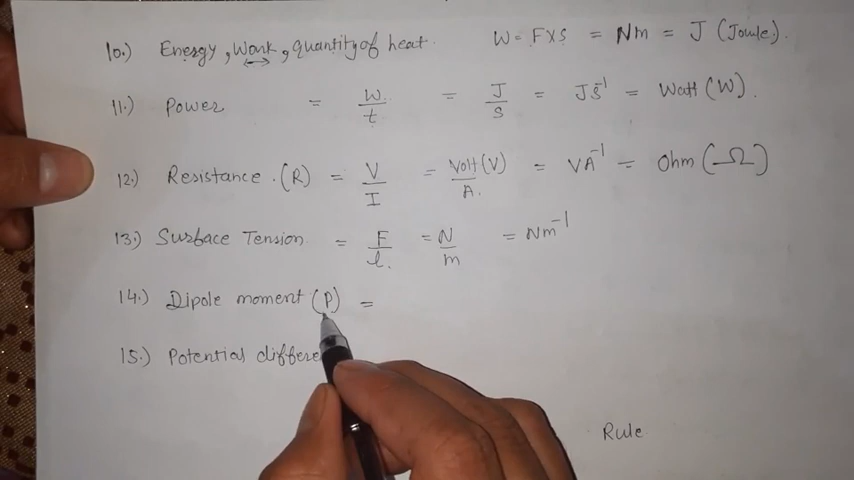 10.) Energy, Work, quantity of heat. W = F×S = Nm = J (Joule).
11.) Power = W/t = J/S = JS⁻¹ = Watt (W).
12.) Resistance. (R) = V/I = Volt(V)/A. = VA⁻¹ = Ohm (Ω)
13.) Surface Tension = F/l. = N/m = Nm⁻¹
14.) Dipole moment (P) =
15.) Potential differe
Rule